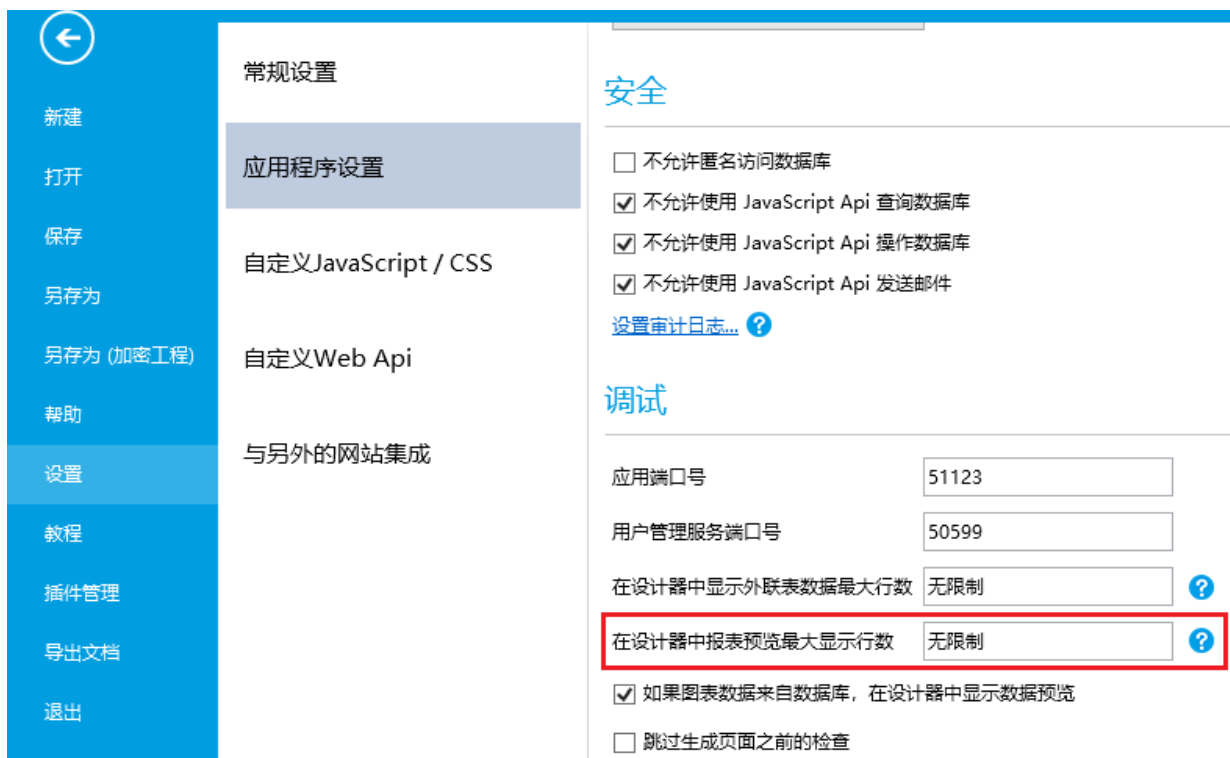 新建
打开
保存
另存为
另存为 (加密工程)
帮助
设置
教程
插件管理
导出文档
退出
常规设置
应用程序设置
自定义JavaScript / CSS
自定义Web Api
与另外的网站集成
安全
不允许匿名访问数据库
不允许使用 JavaScript Api 查询数据库
不允许使用 JavaScript Api 操作数据库
不允许使用 JavaScript Api 发送邮件
设置审计日志... ?
调试
应用端口号 51123
用户管理服务端口号 50599
在设计器中显示外联表数据最大行数 无限制 ?
在设计器中报表预览最大显示行数 无限制 ?
如果图表数据来自数据库，在设计器中显示数据预览
跳过生成页面之前的检查